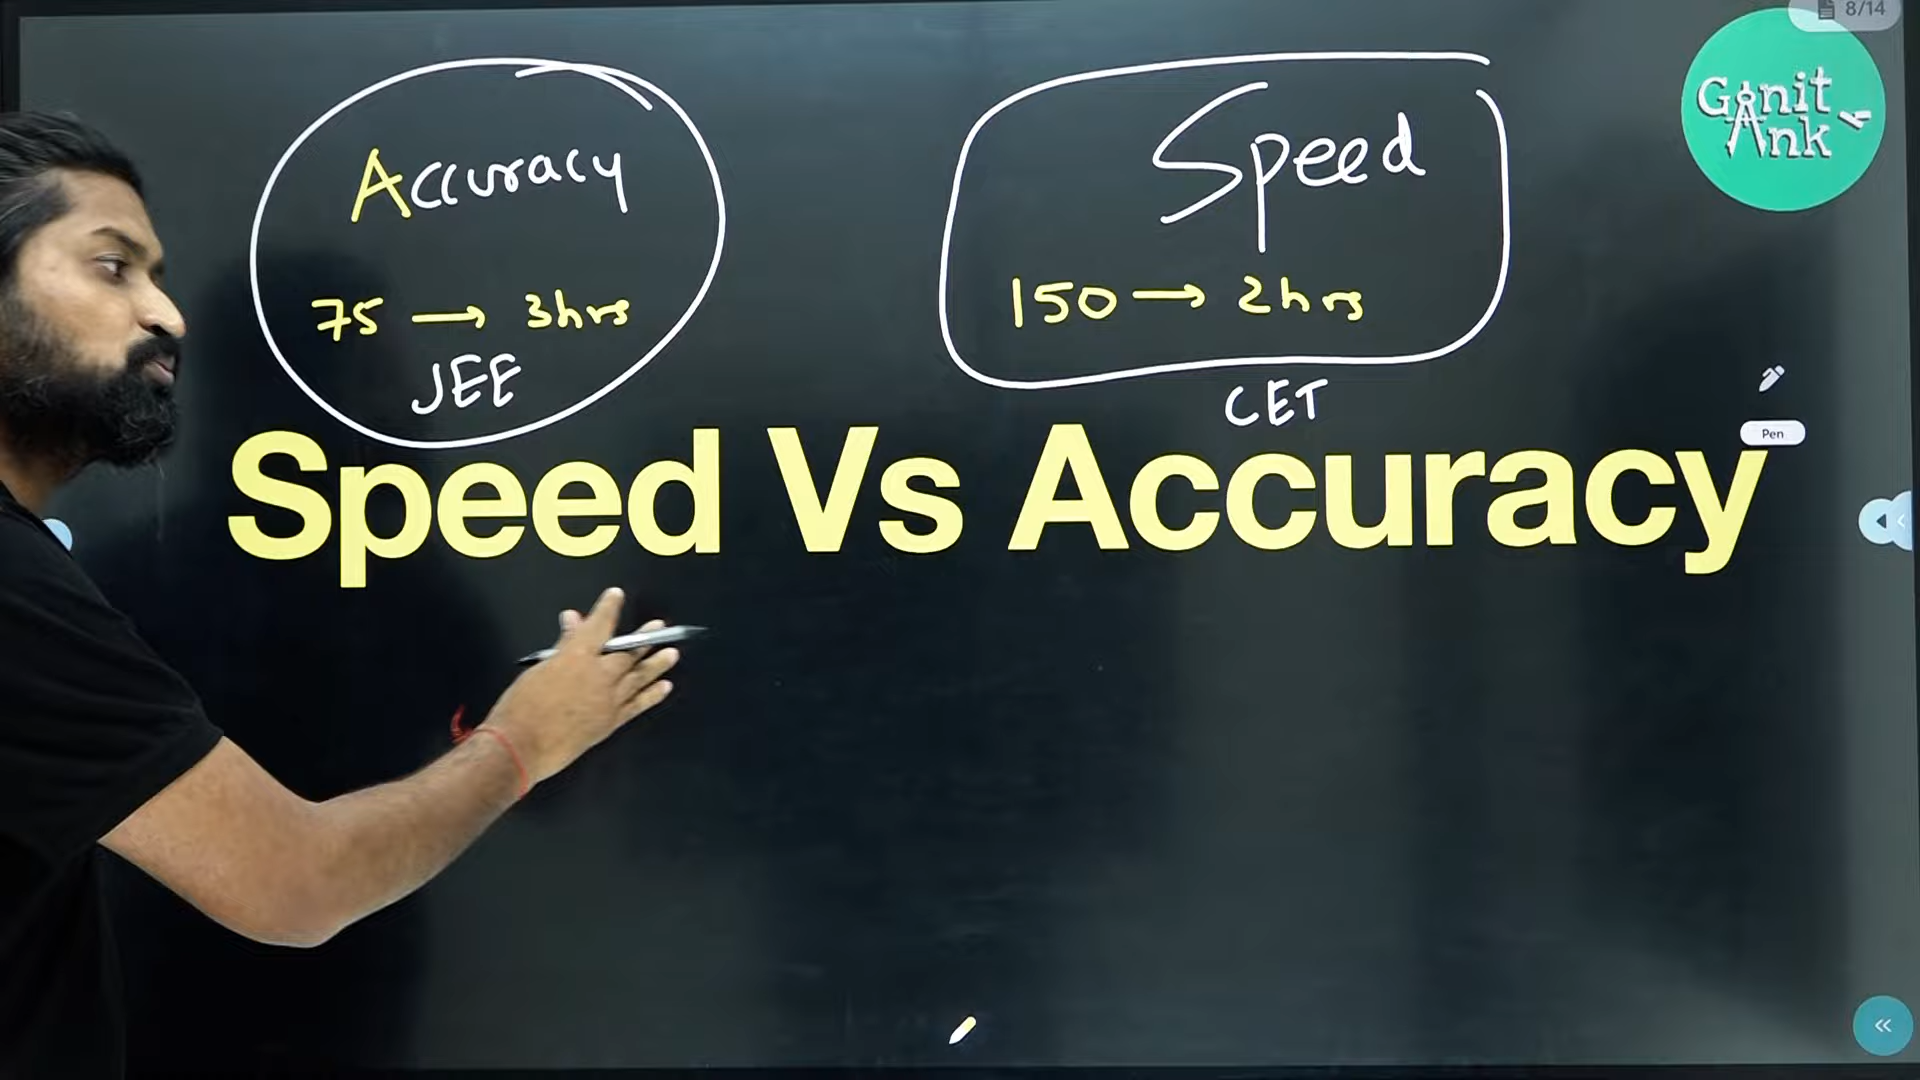 8/14
Ganit
Ank
Accuracy
75 → 3hrs
JEE
Speed
150 → 2hrs
CET
Pen
Speed Vs Accuracy